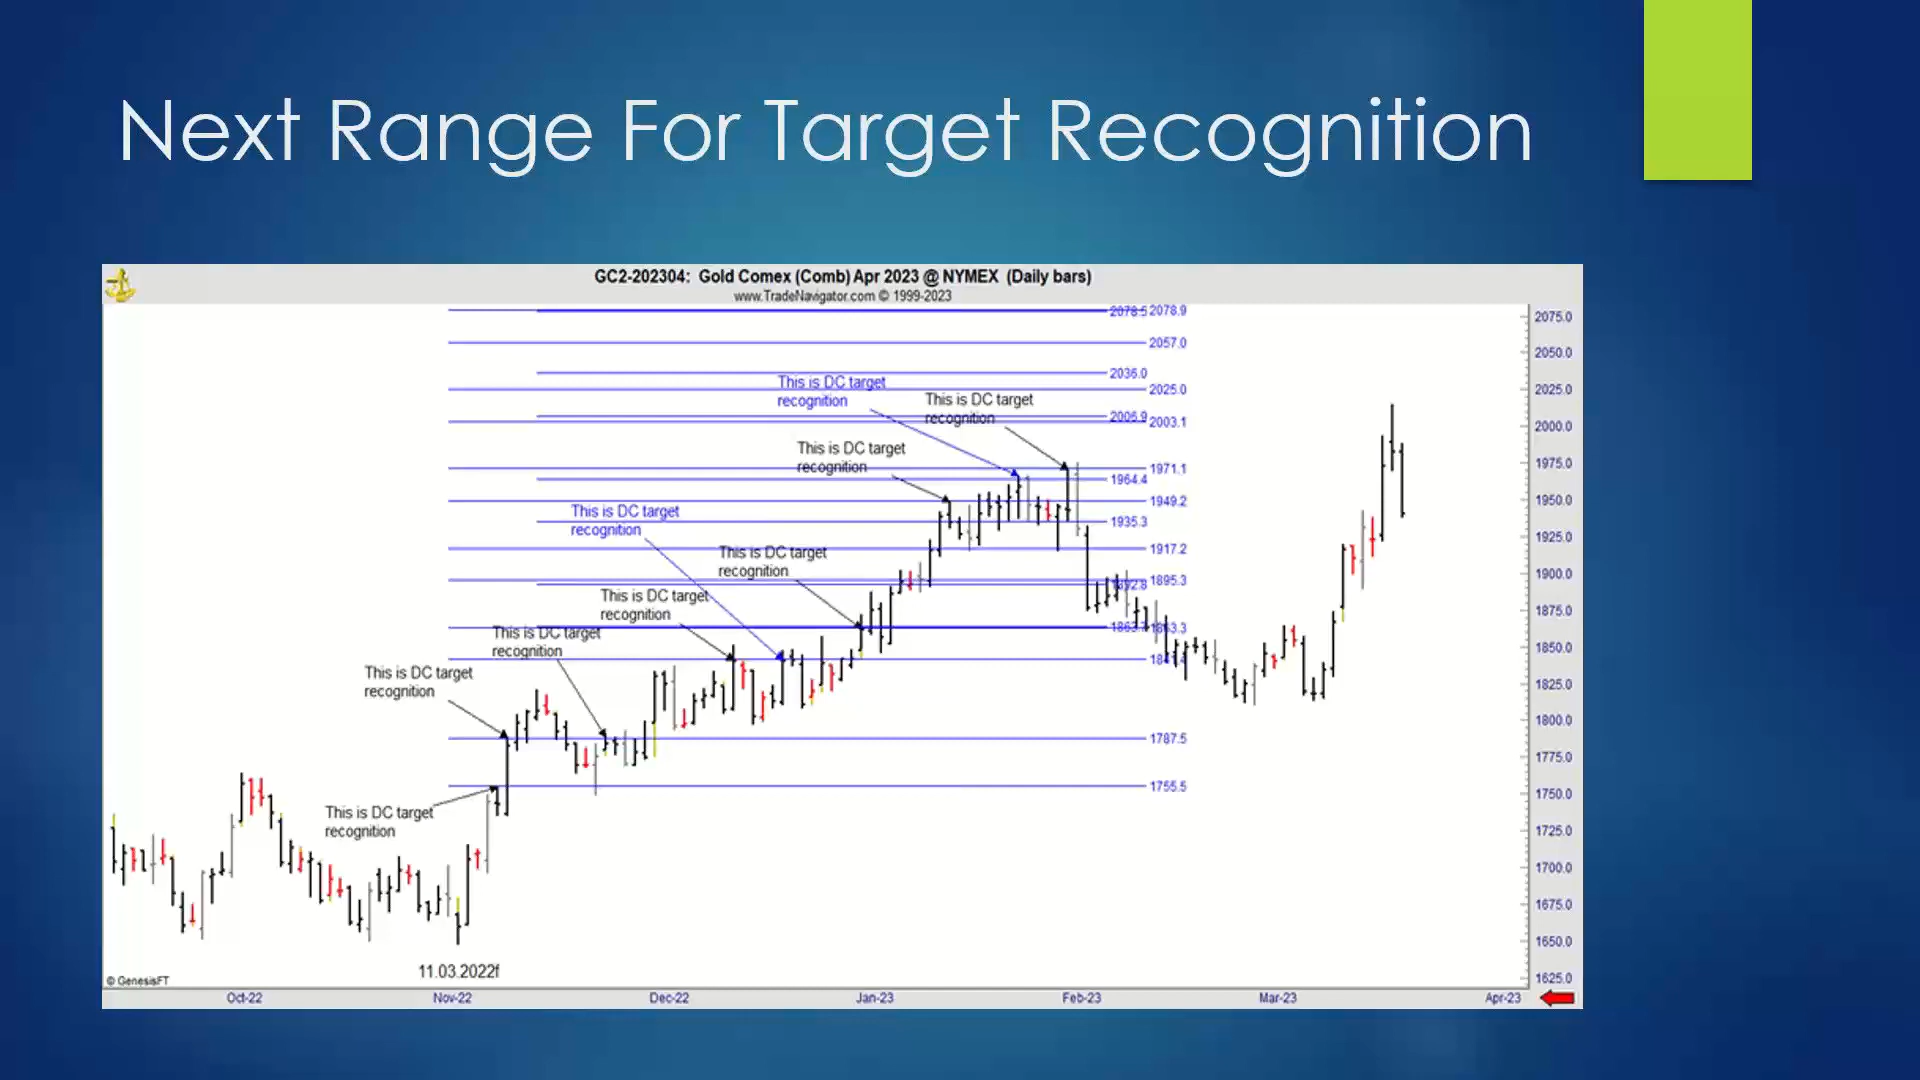 Next Range For Target Recognition
GC2-202304: Gold Comex (Comb) Apr 2023 @ NYMEX (Daily bars)
www.TradeNavigator.com © 1999-2023
2078.5 2078.9
2075.0
2057.0
2050.0
2036.0
2025.0
2025.0
This is DC target
recognition
This is DC target
recognition
2005.9
2003.1
2000.0
This is DC target
recognition
1971.1
1975.0
1964.4
1949.2
1950.0
1935.3
This is DC target
recognition
1925.0
1917.2
This is DC target
recognition
1895.3
1892.8
1900.0
This is DC target
recognition
1875.0
This is DC target
recognition
1850.0
This is DC target
recognition
1825.0
1800.0
1787.5
1775.0
1755.5
1750.0
This is DC target
recognition
1725.0
1700.0
1675.0
1650.0
11.03.2022f
1625.0
© GenesisFT
Oct-22 Nov-22 Dec-22 Jan-23 Feb-23 Mar-23 Apr-23